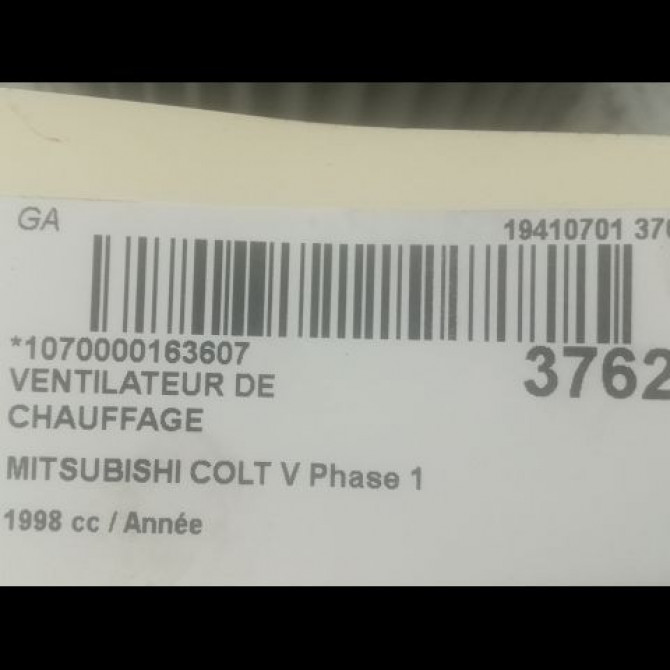 GA
19410701 37
*1070000163607
3762
VENTILATEUR DE
CHAUFFAGE
MITSUBISHI COLT V Phase 1
1998 cc / Année